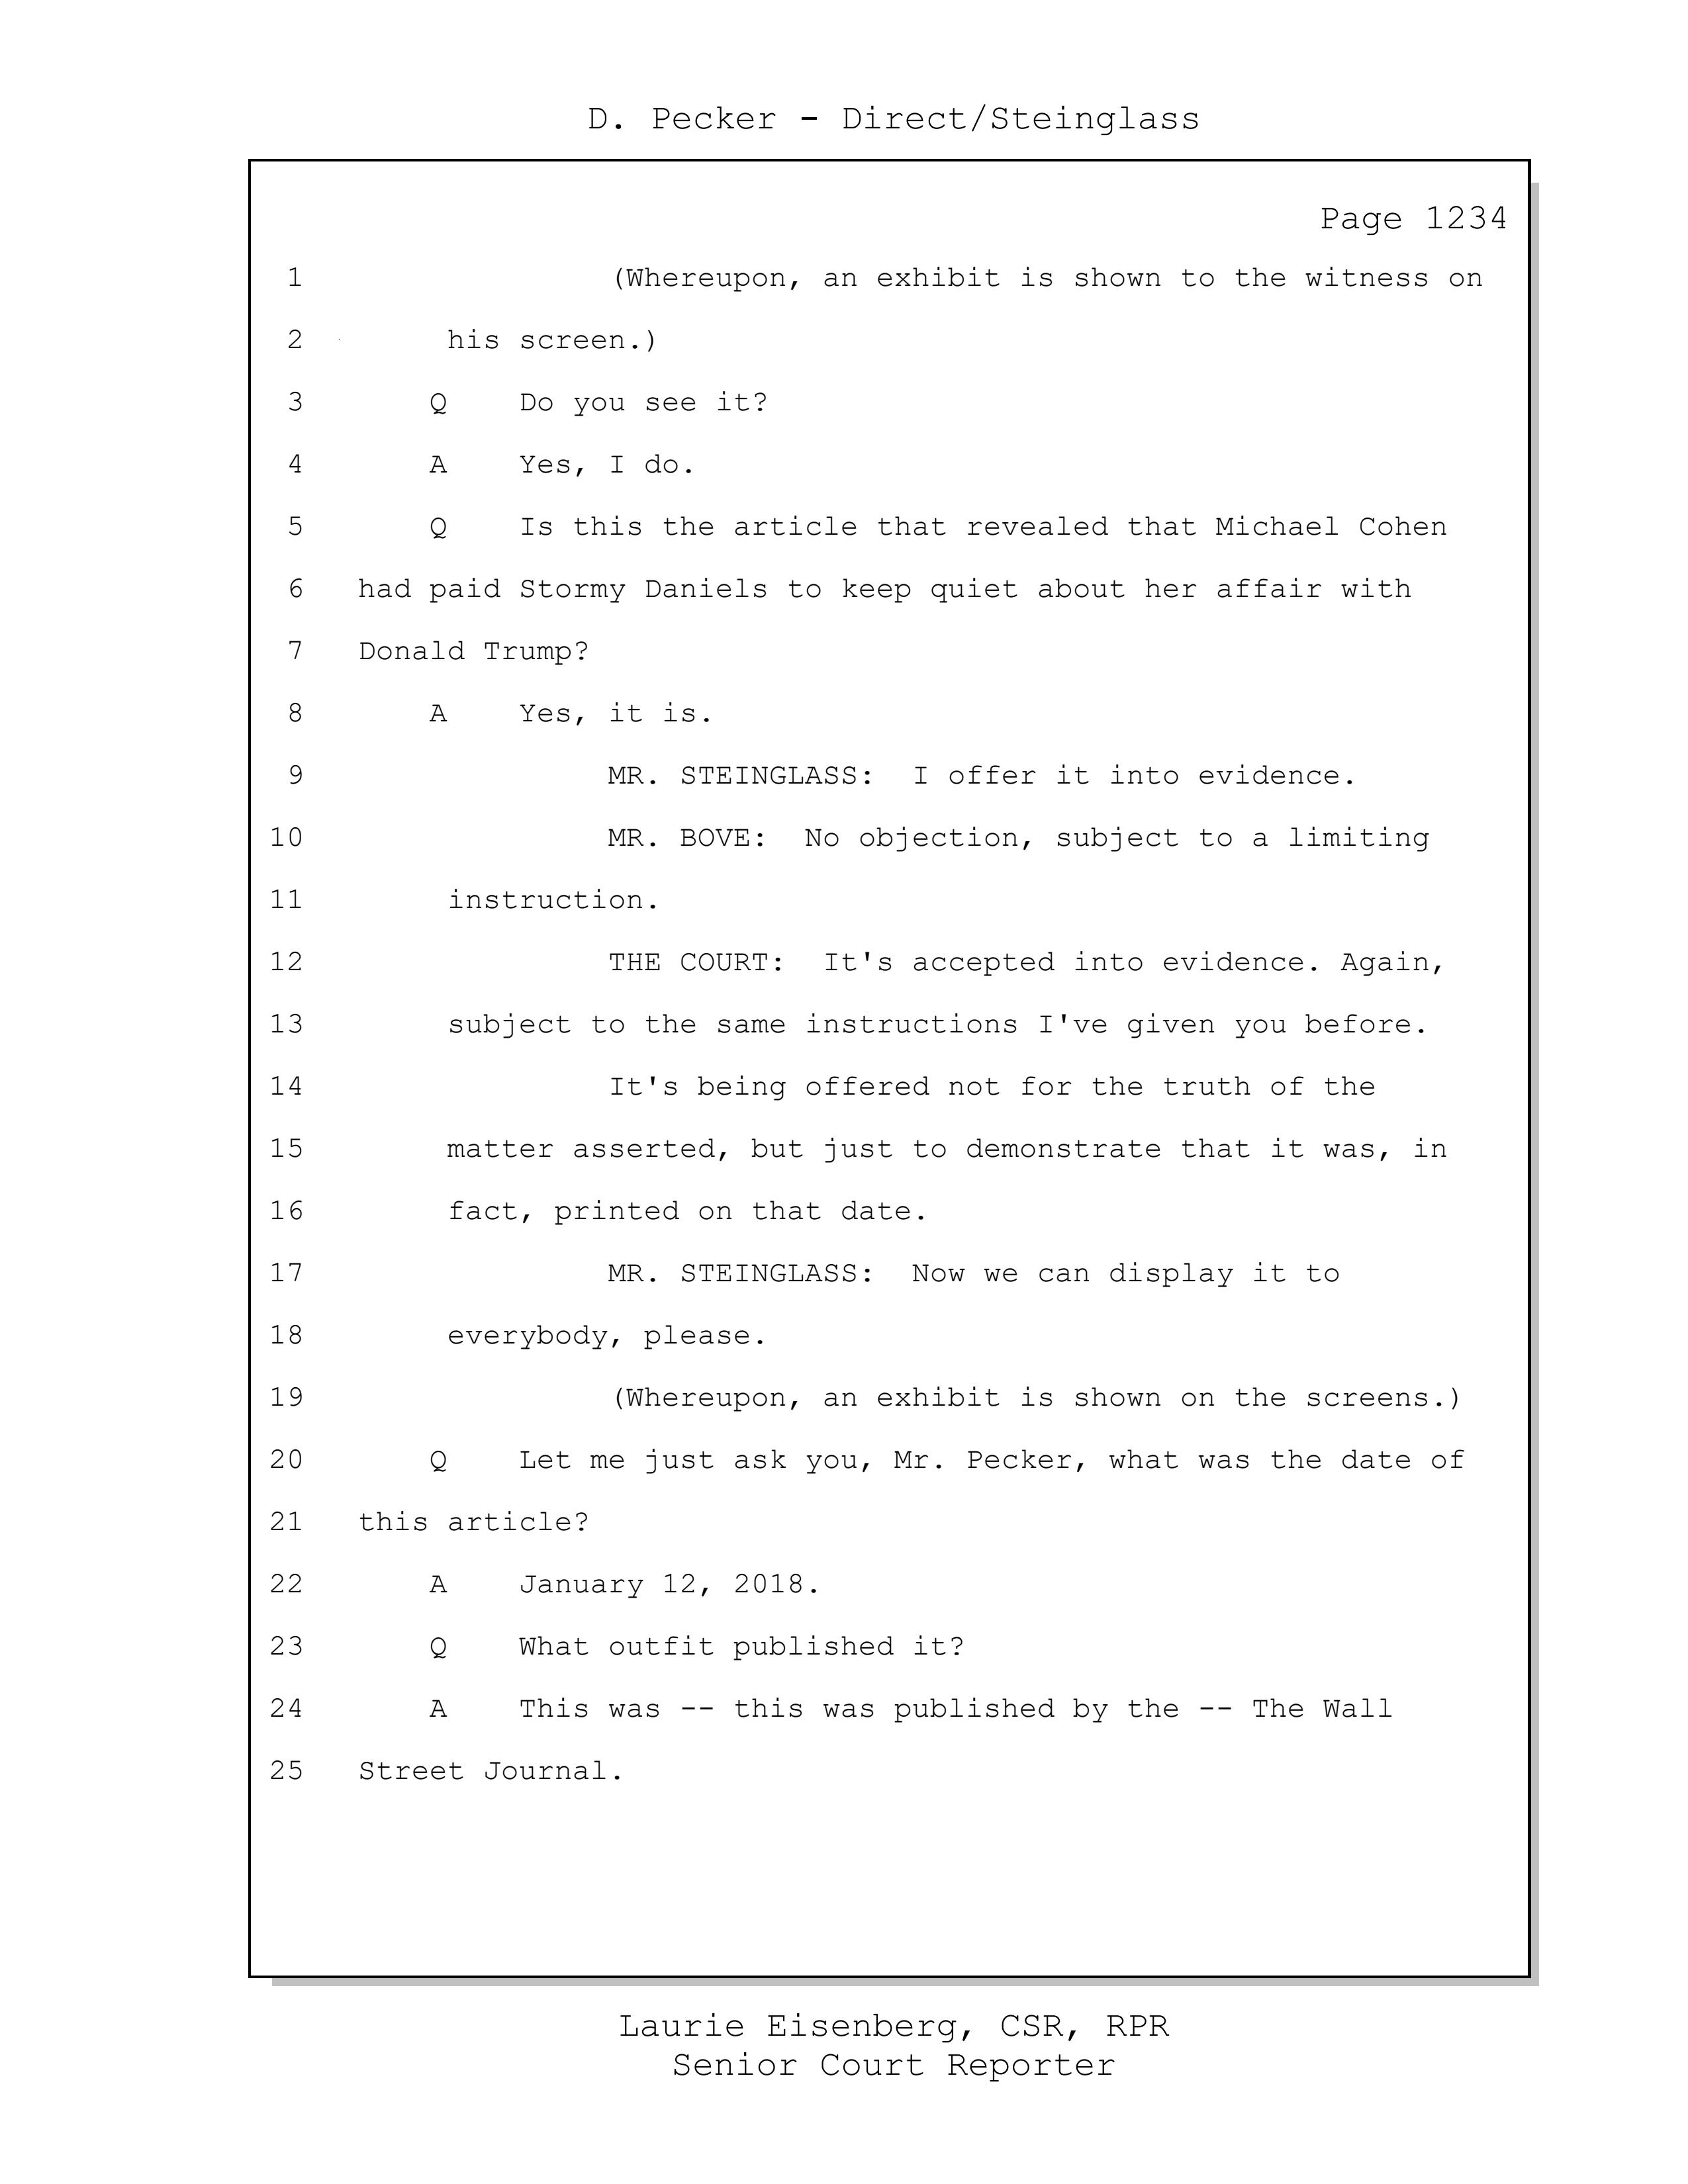 D. Pecker - Direct/Steinglass
Page 1234
1 (Whereupon, an exhibit is shown to the witness on
2 his screen.)
3 Q Do you see it?
4 A Yes, I do.
5 Q Is this the article that revealed that Michael Cohen
6 had paid Stormy Daniels to keep quiet about her affair with
7 Donald Trump?
8 A Yes, it is.
9 MR. STEINGLASS: I offer it into evidence.
10 MR. BOVE: No objection, subject to a limiting
11 instruction.
12 THE COURT: It's accepted into evidence. Again,
13 subject to the same instructions I've given you before.
14 It's being offered not for the truth of the
15 matter asserted, but just to demonstrate that it was, in
16 fact, printed on that date.
17 MR. STEINGLASS: Now we can display it to
18 everybody, please.
19 (Whereupon, an exhibit is shown on the screens.)
20 Q Let me just ask you, Mr. Pecker, what was the date of
21 this article?
22 A January 12, 2018.
23 Q What outfit published it?
24 A This was -- this was published by the -- The Wall
25 Street Journal.
Laurie Eisenberg, CSR, RPR
Senior Court Reporter